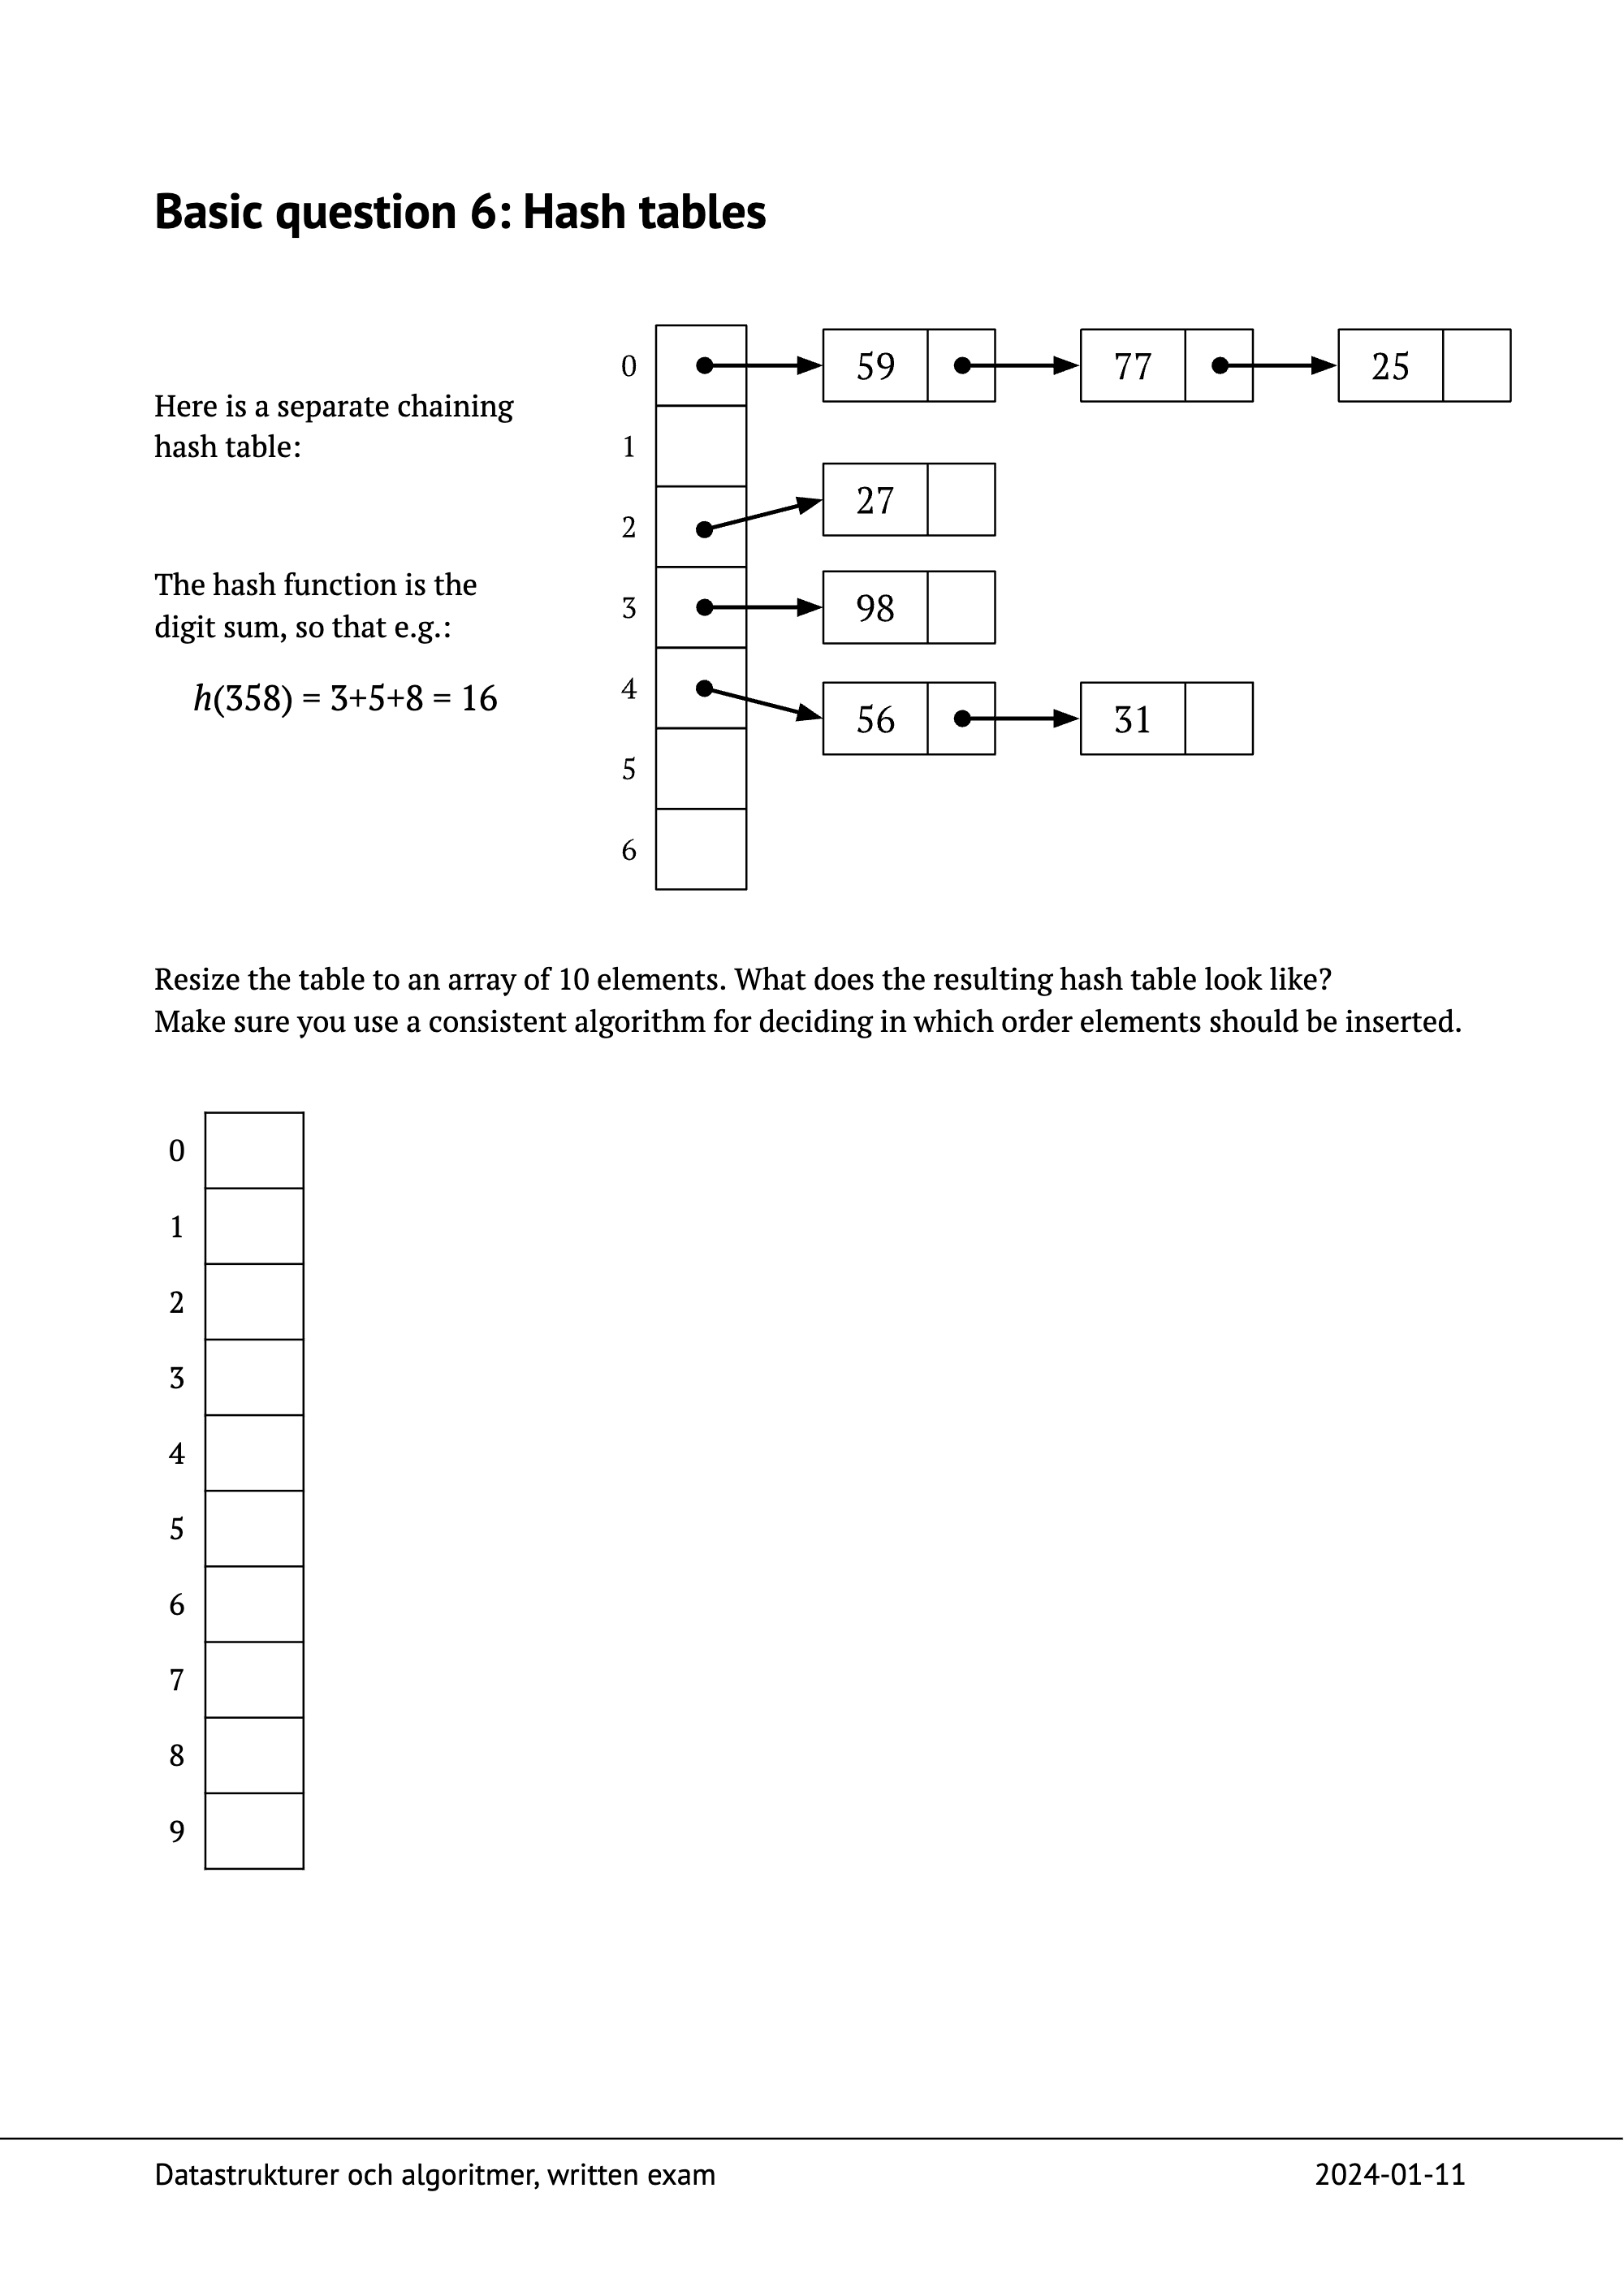 Basic question 6: Hash tables
Here is a separate chaining
hash table:
The hash function is the
digit sum, so that e.g.:
h(358) = 3+5+8 = 16
0 59 77 25
1
2 27
3 98
4 56 31
5
6
Resize the table to an array of 10 elements. What does the resulting hash table look like?
Make sure you use a consistent algorithm for deciding in which order elements should be inserted.
0
1
2
3
4
5
6
7
8
9
Datastrukturer och algoritmer, written exam 2024-01-11